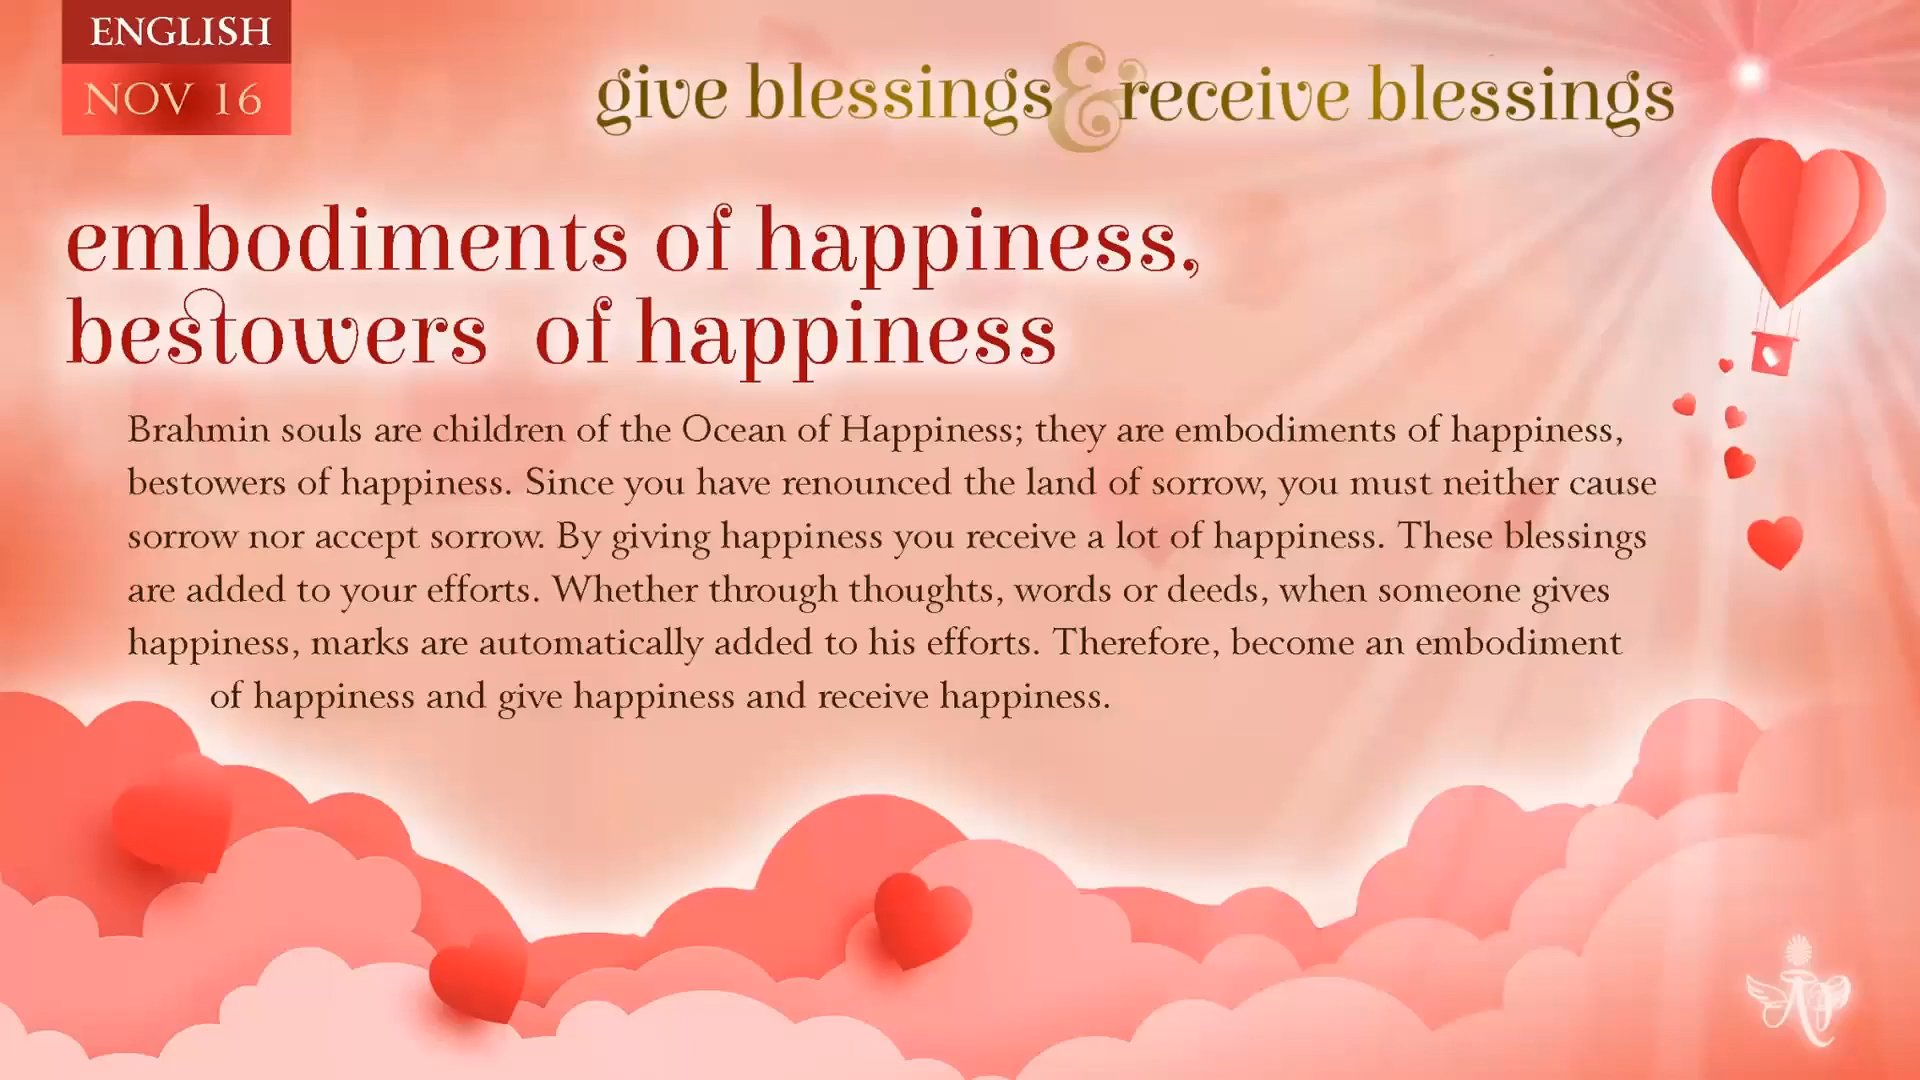 ENGLISH
NOV 16
give blessings & receive blessings
embodiments of happiness,
bestowers of happiness
Brahmin souls are children of the Ocean of Happiness; they are embodiments of happiness,
bestowers of happiness. Since you have renounced the land of sorrow, you must neither cause
sorrow nor accept sorrow. By giving happiness you receive a lot of happiness. These blessings
are added to your efforts. Whether through thoughts, words or deeds, when someone gives
happiness, marks are automatically added to his efforts. Therefore, become an embodiment
of happiness and give happiness and receive happiness.